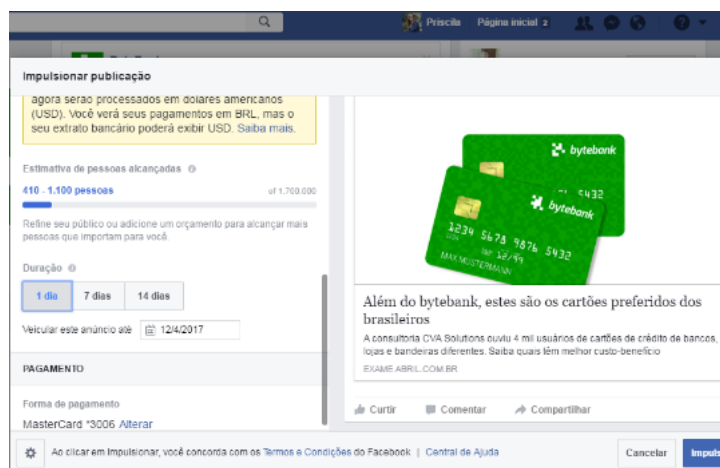 Priscila Página inicial 2
Impulsionar publicação
agora serão processados em dólares americanos
(USD). Você verá seus pagamentos em BRL, mas o
seu extrato bancário poderá exibir USD. Saiba mais.
Estimativa de pessoas alcançadas
410 - 1.100 pessoas of 1.700.000
Refine seu público ou adicione um orçamento para alcançar mais
pessoas que importam para você.
Duração
1 dia 7 dias 14 dias
Veicular este anúncio até 12/4/2017
PAGAMENTO
Forma de pagamento
MasterCard *3006 Alterar
bytebank
5432
bytebank
1234 5678 9876 5432
1234 12/99
MAX MUSTERMANN
Além do bytebank, estes são os cartões preferidos dos
brasileiros
A consultoria CVA Solutions ouviu 4 mil usuários de cartões de crédito de bancos,
lojas e bandeiras diferentes. Saiba quais têm melhor custo-benefício
EXAME.ABRIL.COM.BR
Curtir Comentar Compartilhar
Ao clicar em Impulsionar, você concorda com os Termos e Condições do Facebook | Central de Ajuda
Cancelar Impuls